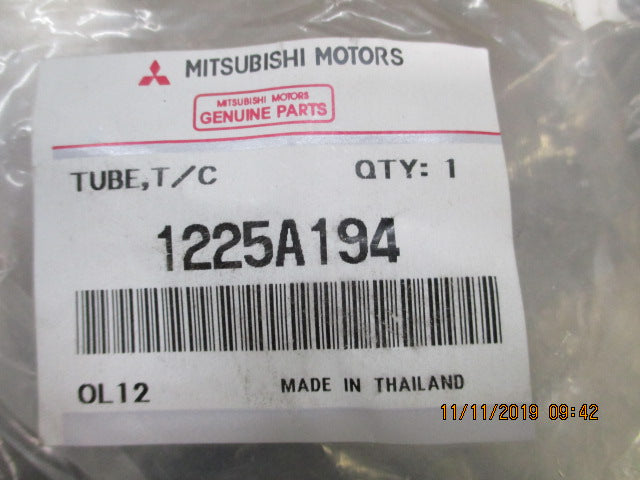 MITSUBISHI MOTORS
MITSUBISHI MOTORS
GENUINE PARTS
TUBE,T/C QTY: 1
1225A194
OL12 MADE IN THAILAND
11/11/2019 09:42